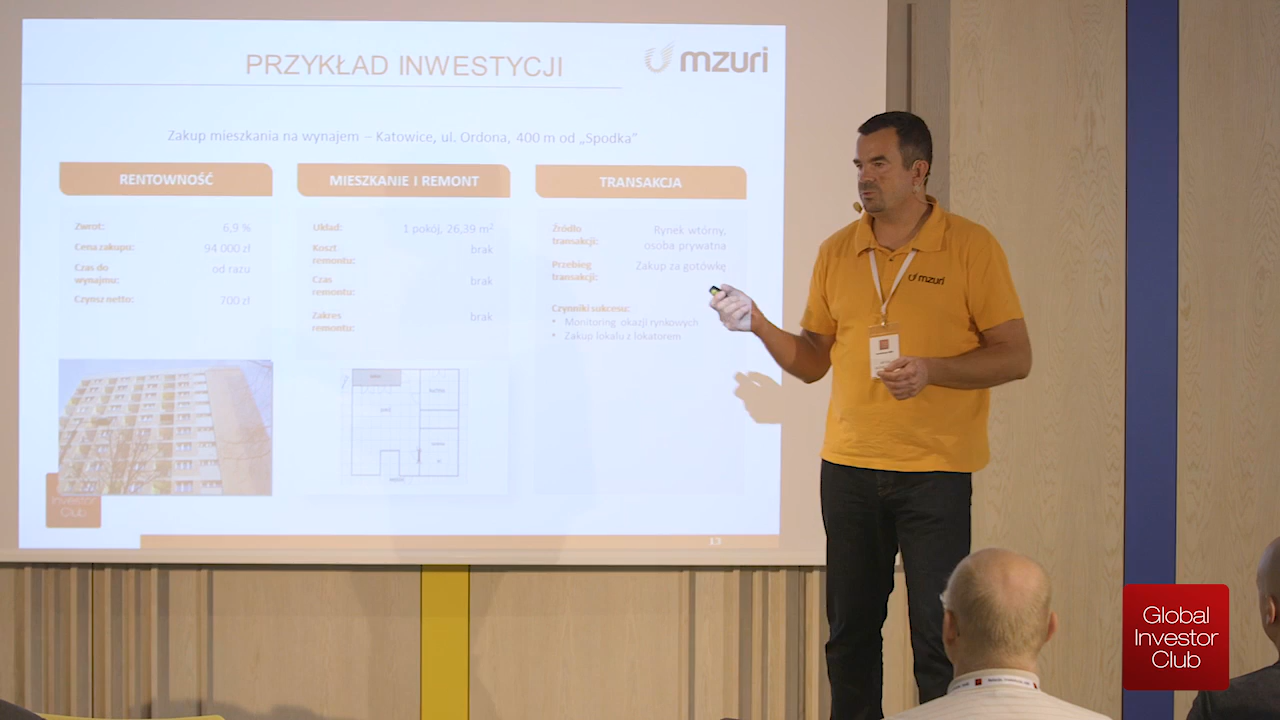 PRZYKŁAD INWESTYCJI
mzuri
Zakup mieszkania na wynajem – Katowice, ul. Ordona, 400 m od „Spodka”
RENTOWNOŚĆ
Zwrot: 6,9 %
Cena zakupu: 94 000 zł
Czas do wynajmu: od razu
Czynsz netto: 700 zł
MIESZKANIE I REMONT
Układ: 1 pokój, 26,39 m²
Koszt remontu: brak
Czas remontu: brak
Zakres remontu: brak
TRANSAKCJA
Źródło transakcji: Rynek wtórny, osoba prywatna
Przebieg transakcji: Zakup za gotówkę
Czynniki sukcesu:
• Monitoring okazji rynkowych
• Zakup lokalu z lokatorem
Investor
Club
13
mzuri
Global
Investor
Club